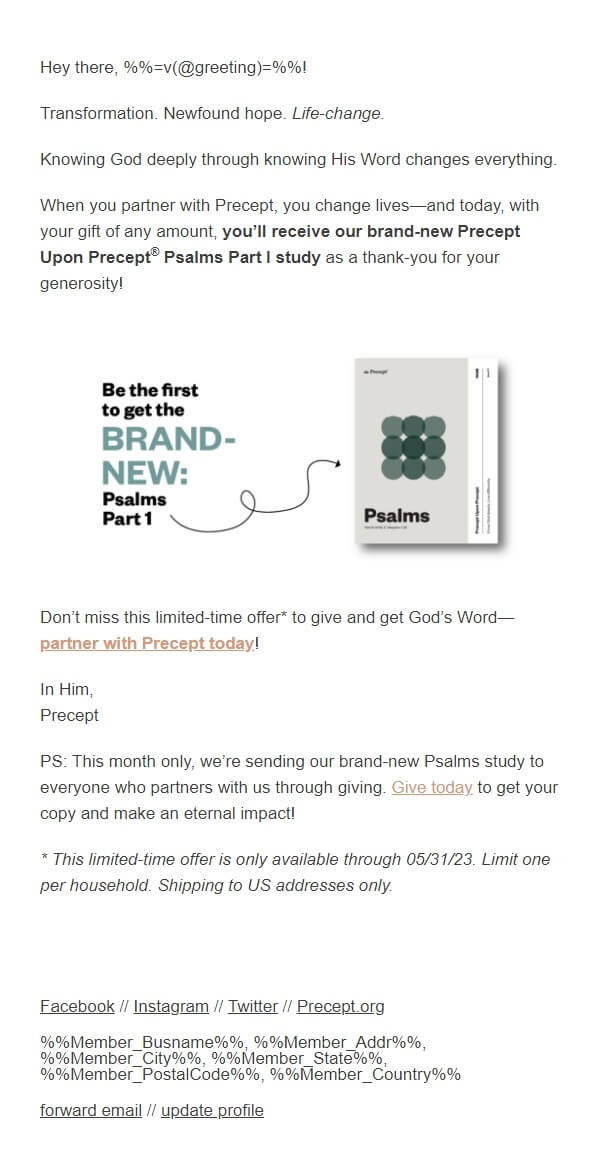 Hey there, %%=v(@greeting)=%%!
Transformation. Newfound hope. Life-change.
Knowing God deeply through knowing His Word changes everything.
When you partner with Precept, you change lives—and today, with
your gift of any amount, you’ll receive our brand-new Precept
Upon Precept® Psalms Part I study as a thank-you for your
generosity!
Be the first
to get the
BRAND-
NEW:
Psalms
Part 1
Precept
Psalms
Precept Upon Precept
Don’t miss this limited-time offer* to give and get God’s Word—
partner with Precept today!
In Him,
Precept
PS: This month only, we’re sending our brand-new Psalms study to
everyone who partners with us through giving. Give today to get your
copy and make an eternal impact!
* This limited-time offer is only available through 05/31/23. Limit one
per household. Shipping to US addresses only.
Facebook // Instagram // Twitter // Precept.org
%%Member_Busname%%, %%Member_Addr%%,
%%Member_City%%, %%Member_State%%,
%%Member_PostalCode%%, %%Member_Country%%
forward email // update profile